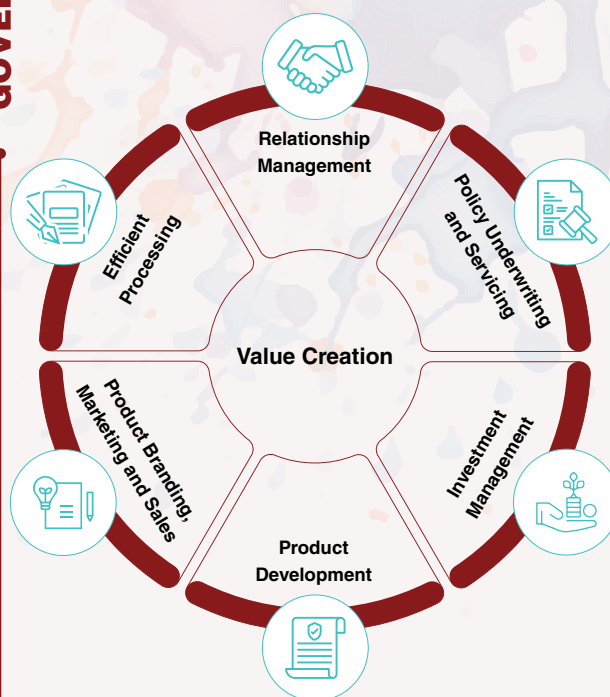 Relationship
Management
Policy Underwriting
and Servicing
Investment
Management
Product
Development
Product Branding,
Marketing and Sales
Efficient
Processing
Value Creation